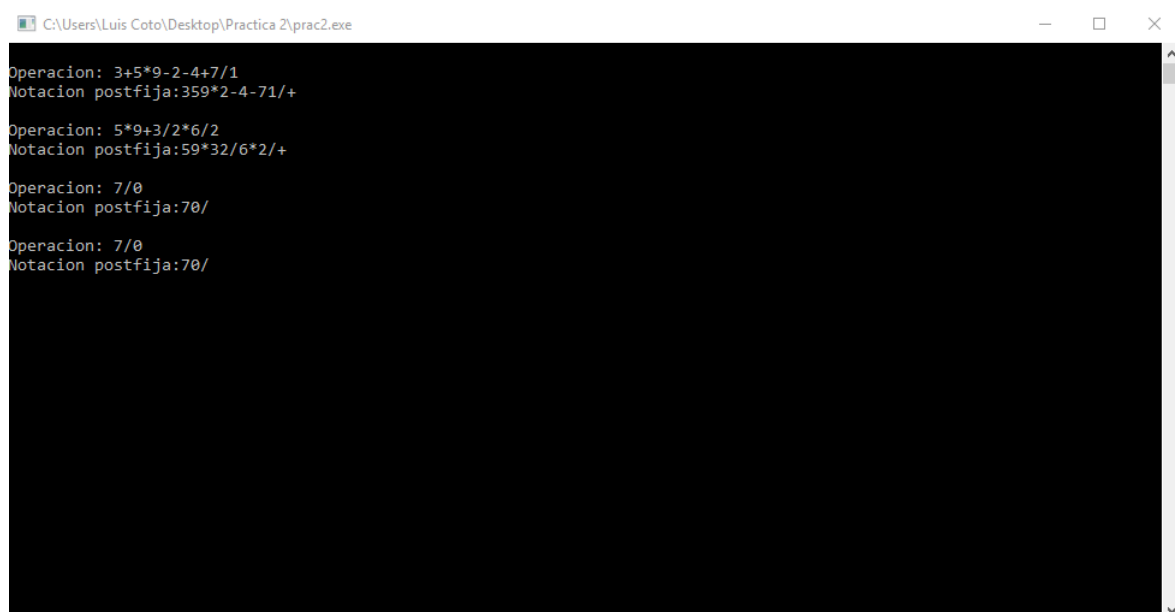 C:\Users\Luis Coto\Desktop\Practica 2\prac2.exe
Operacion: 3+5*9-2-4+7/1
Notacion postfija:359*2-4-71/+
Operacion: 5*9+3/2*6/2
Notacion postfija:59*32/6*2/+
Operacion: 7/0
Notacion postfija:70/
Operacion: 7/0
Notacion postfija:70/